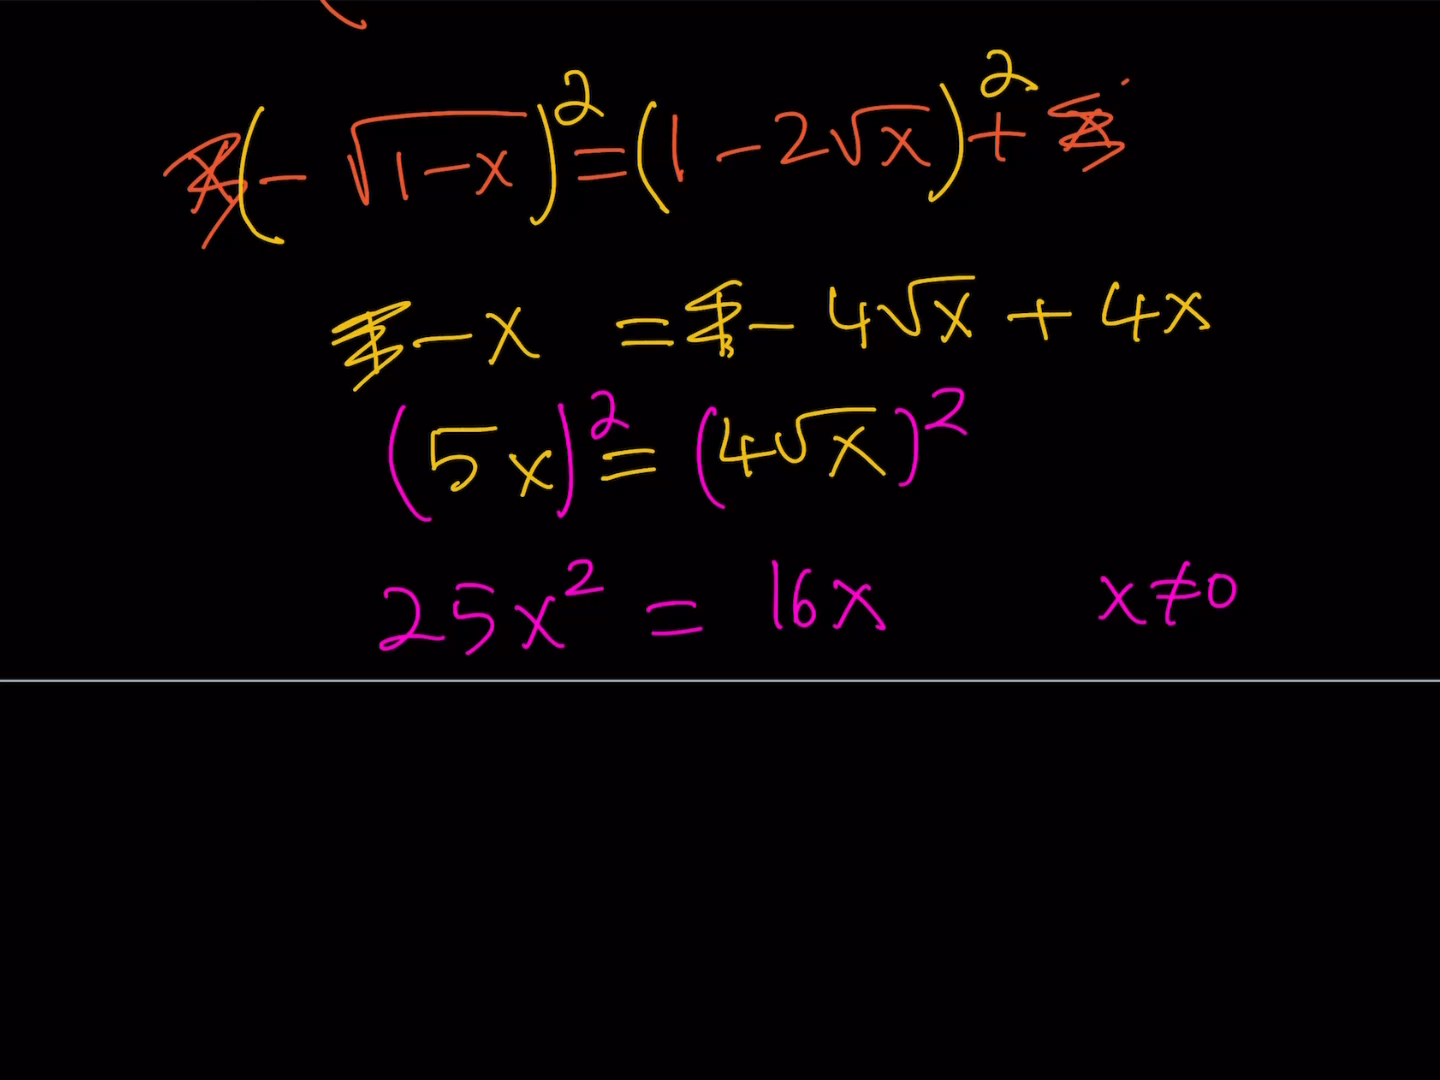 x(-√(1-x))² = (1-2√x)² + x
1-x = 1-4√x+4x
(5x)² = (4√x)²
25x² = 16x x≠0